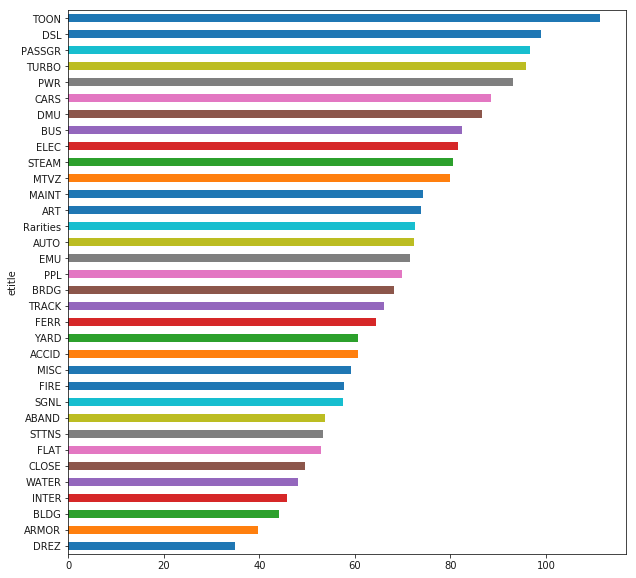 TOON
DSL
PASSGR
TURBO
PWR
CARS
DMU
BUS
ELEC
STEAM
MTVZ
MAINT
ART
Rarities
AUTO
EMU
PPL
BRDG
TRACK
FERR
YARD
ACCID
MISC
FIRE
SGNL
ABAND
STTNS
FLAT
CLOSE
WATER
INTER
BLDG
ARMOR
DREZ
etitle
0 20 40 60 80 100